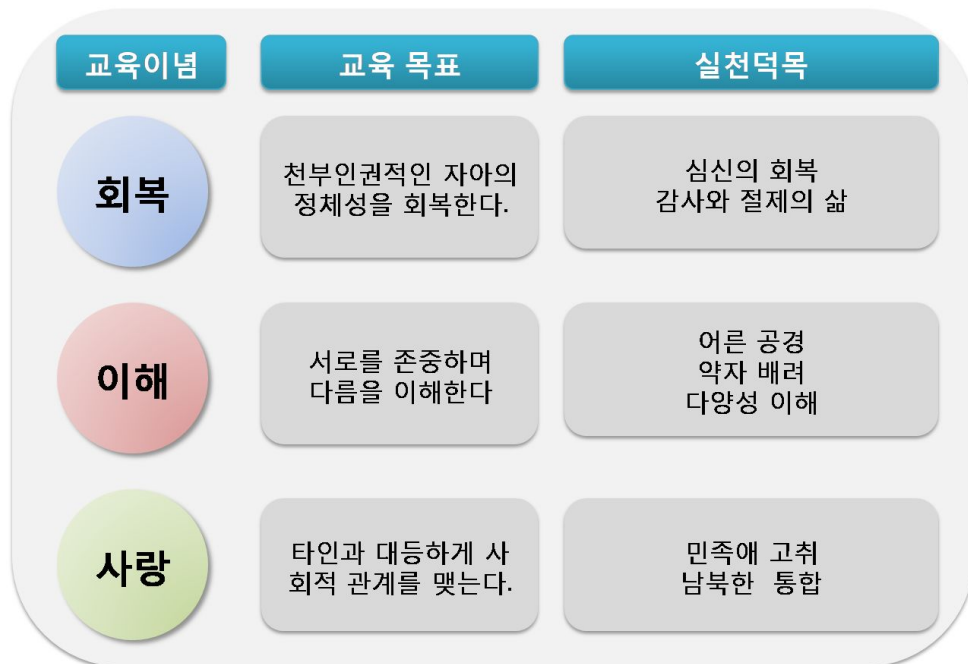 교육이념
교육 목표
실천덕목
회복
천부인권적인 자아의
정체성을 회복한다.
심신의 회복
감사와 절제의 삶
이해
서로를 존중하며
다름을 이해한다
어른 공경
약자 배려
다양성 이해
사랑
타인과 대등하게 사
회적 관계를 맺는다.
민족애 고취
남북한 통합